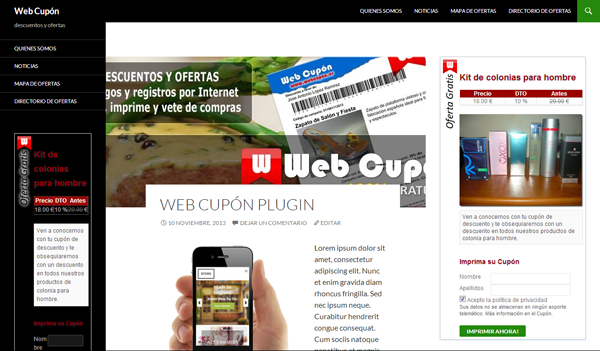 Web Cupón
descuentos y ofertas
QUIENES SOMOS
NOTICIAS
MAPA DE OFERTAS
DIRECTORIO DE OFERTAS
QUIENES SOMOS
NOTICIAS
MAPA DE OFERTAS
DIRECTORIO DE OFERTAS
Oferta Gratis
Kit de
colonias
para hombre
Precio DTO Antes
18.00 € 10 % 20.00 €
Ven a conocernos
con tu cupón de
descuento y te
obsequiaremos con
un descuento en
todos nuestros
productos de
colonia para
hombre.
Imprima su Cupón
Nombre
DESCUENTOS Y OFERTAS
gos y registros por Internet
imprime y vete de compras
Web Cupón
Zapato de Salón y Fiesta
Web Cupó
WEB CUPÓN PLUGIN
10 NOVIEMBRE, 2013 DEJAR UN COMENTARIO EDITAR
Lorem ipsum dolor sit
amet, consectetur
adipiscing elit. Nunc
et enim gravida diam
rhoncus fringilla. Sed
nec ipsum neque.
Curabitur hendrerit
congue consequat.
Cum sociis natoque
Oferta Gratis
Kit de colonias para hombre
Precio DTO Antes
18.00 € 10 % 20.00 €
Ven a conocernos con tu cupón de
descuento y te obsequiaremos con un
descuento en todos nuestros productos de
colonia para hombre.
Imprima su Cupón
Nombre
Apellidos
Acepto la política de privacidad
Sus datos no se almacenan en ningún soporte
telemático. Más información en el Cupón.
IMPRIMIR AHORA!